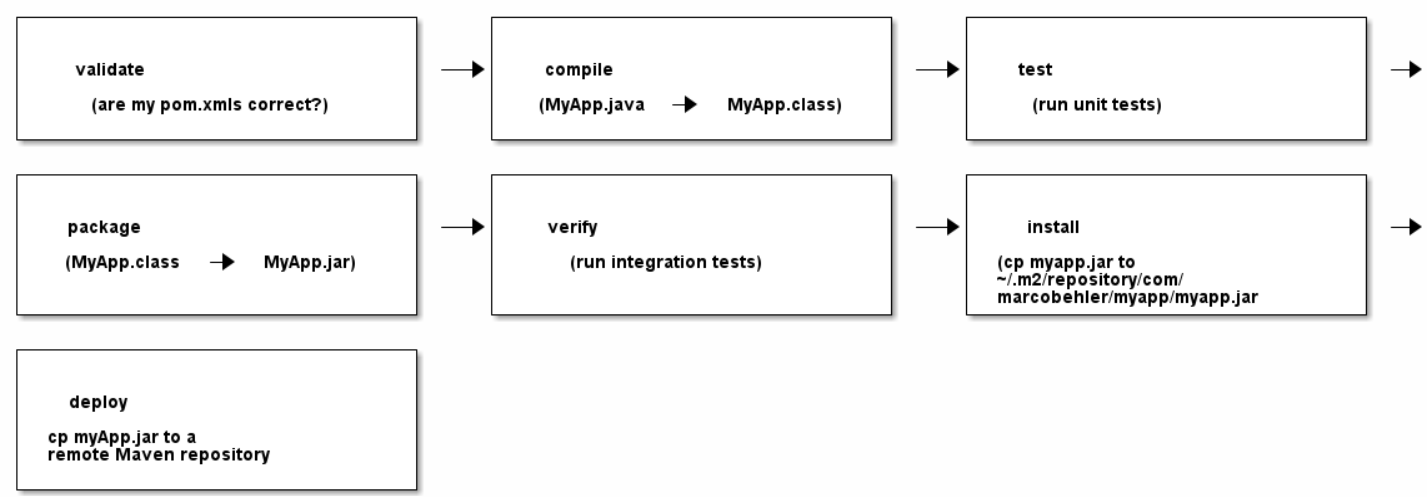 validate
(are my pom.xmls correct?)
compile
(MyApp.java → MyApp.class)
test
(run unit tests)
package
(MyApp.class → MyApp.jar)
verify
(run integration tests)
install
(cp myapp.jar to
~/.m2/repository/com/
marcobehler/myapp/myapp.jar
deploy
cp myApp.jar to a
remote Maven repository